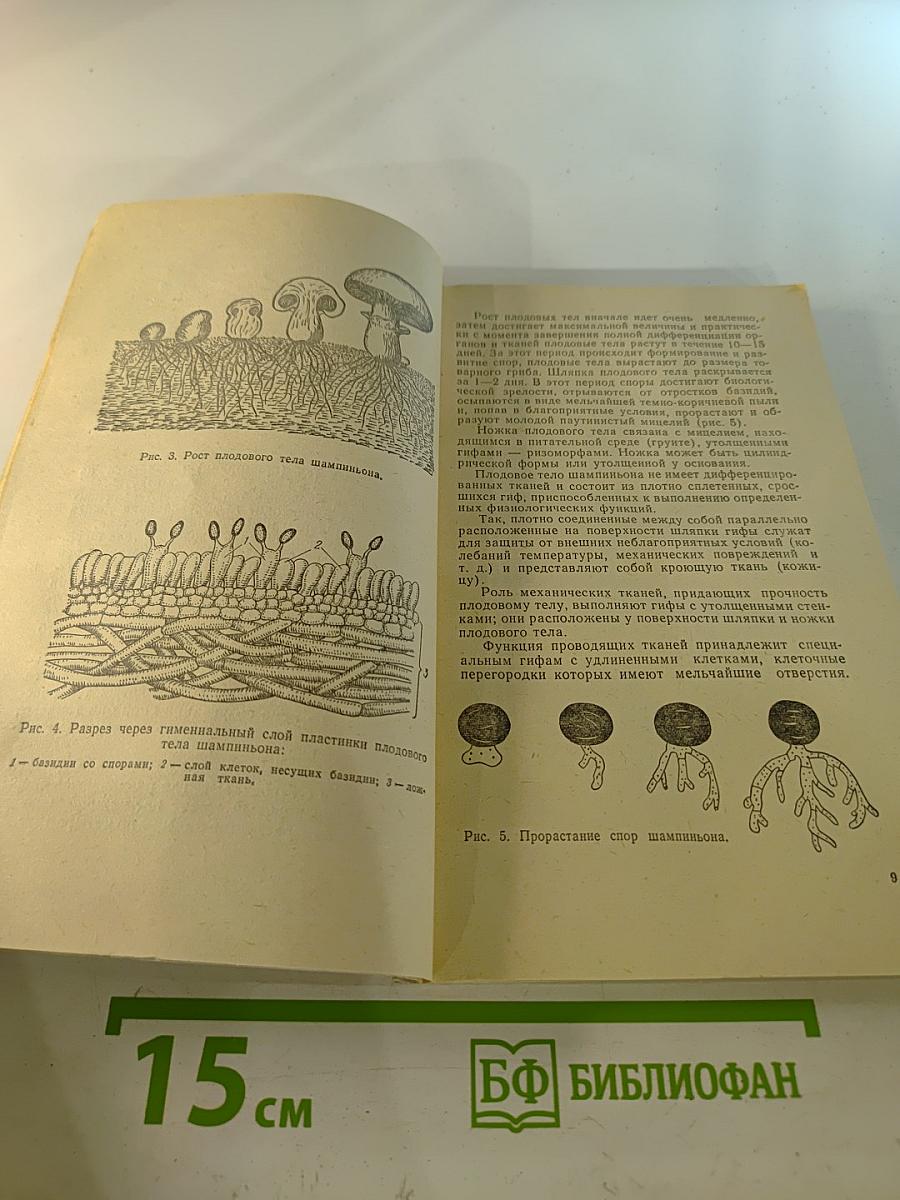 Рис. 3. Рост плодового тела шампиньона.
1
2
3
Рис. 4. Разрез через гимениальный слой пластинки плодового
тела шампиньона:
1 — базидии со спорами; 2 — слой клеток, несущих базидии; 3 — лож-
ная ткань.
Рост плодовых тел вначале идет очень медленно,
затем достигает максимальной величины и практичес-
ки с момента завершения полной дифференциации ор-
ганов и тканей плодовые тела растут в течение 10—15
дней. За этот период происходит формирование и раз-
витие спор, плодовые тела вырастают до размера то-
варного гриба. Шляпка плодового тела раскрывается
за 1—2 дня. В этот период споры достигают биологи-
ческой зрелости, отрываются от отростков базидий,
осыпаются в виде мельчайшей темно-коричневой пыли
и, попав в благоприятные условия, прорастают и об-
разуют молодой паутинистый мицелий (рис. 5).
Ножка плодового тела связана с мицелием, нахо-
дящимся в питательной среде (грунте), утолщенными
гифами — ризоморфами. Ножка может быть цилинд-
рической формы или утолщенной у основания.
Плодовое тело шампиньона не имеет дифференциро-
ванных тканей и состоит из плотно сплетенных, срос-
шихся гиф, приспособленных к выполнению определен-
ных физиологических функций.
Так, плотно соединенные между собой параллельно
расположенные на поверхности шляпки гифы служат
для защиты от внешних неблагоприятных условий (ко-
лебаний температуры, механических повреждений и
т. д.) и представляют собой кроющую ткань (кожи-
цу).
Роль механических тканей, придающих прочность
плодовому телу, выполняют гифы с утолщенными стен-
ками; они расположены у поверхности шляпки и ножки
плодового тела.
Функция проводящих тканей принадлежит специ-
альным гифам с удлиненными клетками, клеточные
перегородки которых имеют мельчайшие отверстия.
Рис. 5. Прорастание спор шампиньона.
9
15 см
БФ БИБЛИОФАН